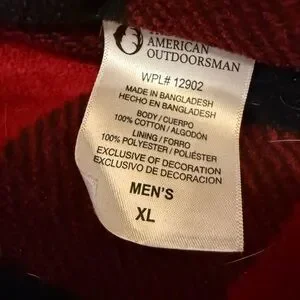 THE
AMERICAN
OUTDOORSMAN
WPL# 12902
MADE IN BANGLADESH
HECHO EN BANGLADESH
BODY / CUERPO
100% COTTON / ALGODÓN
LINING / FORRO
100% POLYESTER / POLIÉSTER
EXCLUSIVE OF DECORATION
EXCLUSIVO DE DECORACION
MEN'S
XL